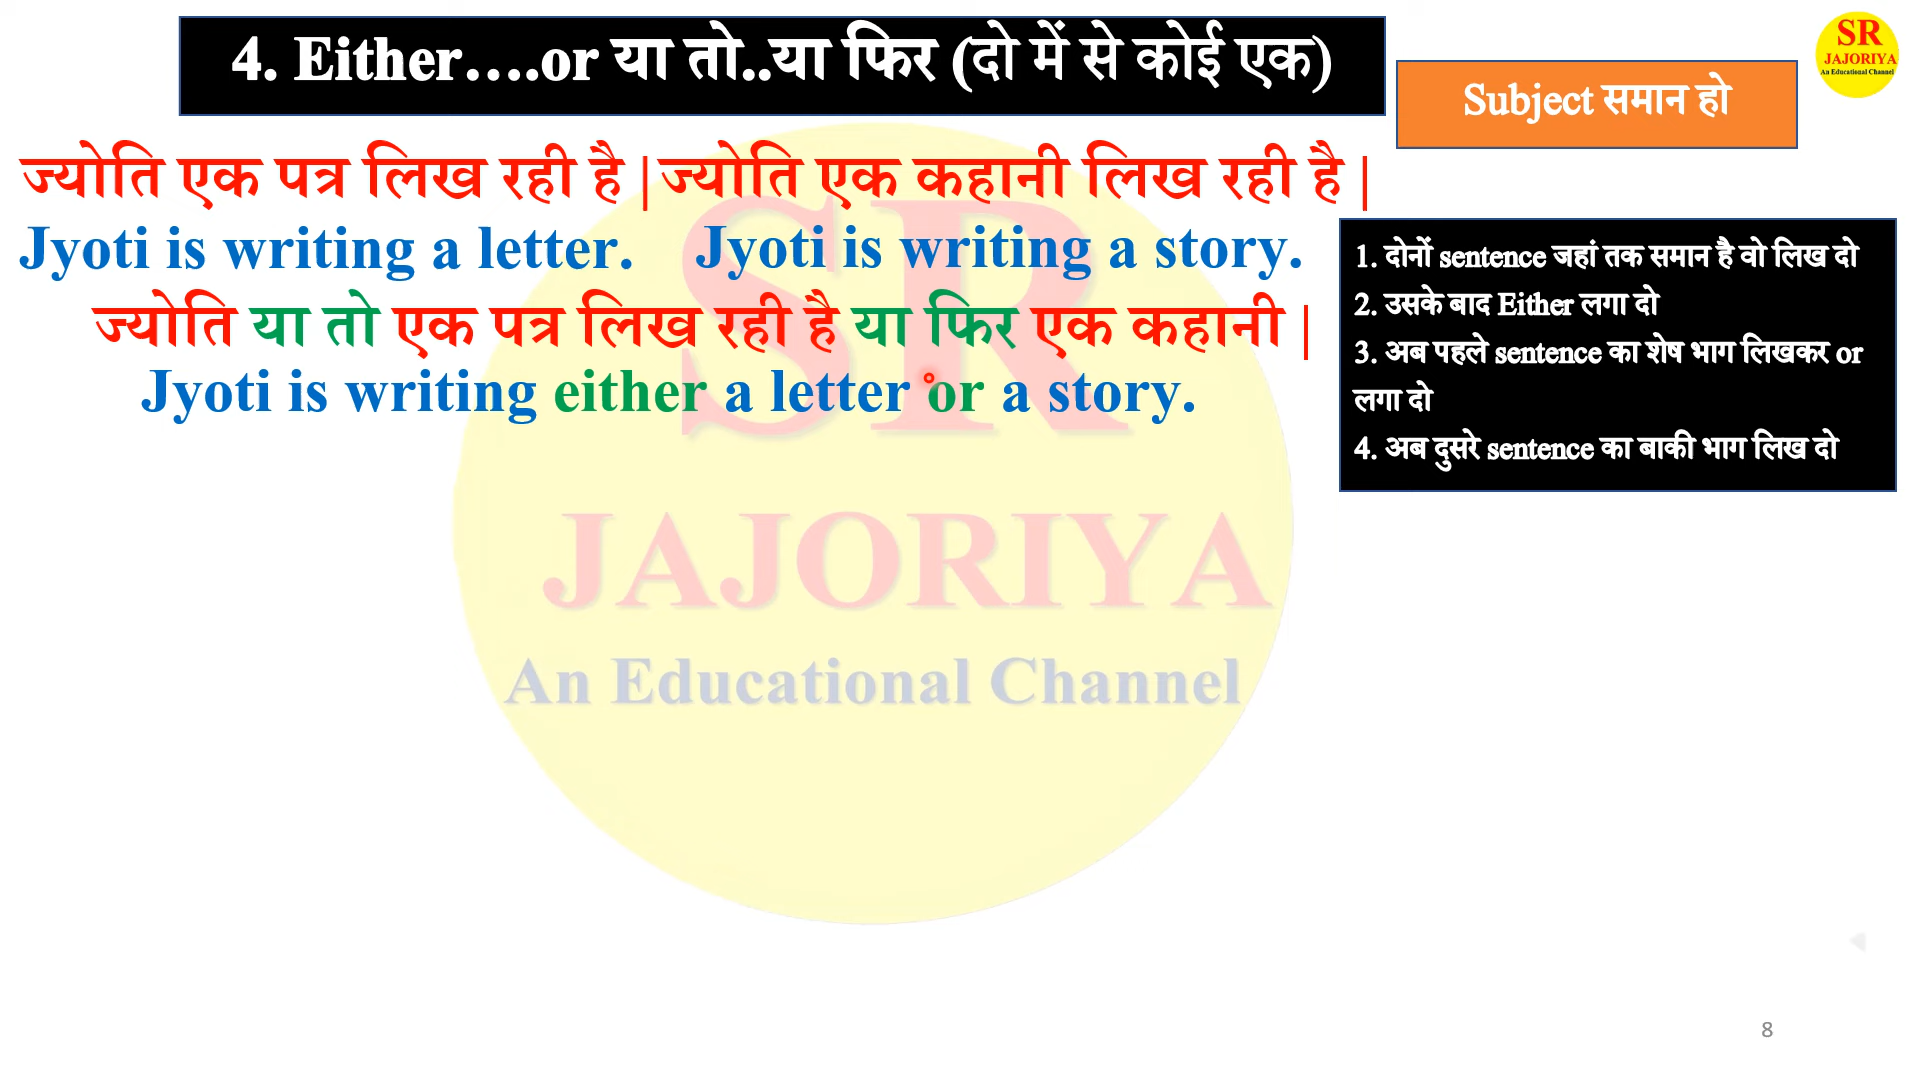 4. Either….or या तो..या फिर (दो में से कोई एक)
Subject समान हो
SR
JAJORIYA
An Educational Channel
ज्योति एक पत्र लिख रही है | ज्योति एक कहानी लिख रही है |
Jyoti is writing a letter. Jyoti is writing a story.
ज्योति या तो एक पत्र लिख रही है या फिर एक कहानी |
Jyoti is writing either a letter or a story.
1. दोनों sentence जहां तक समान है वो लिख दो
2. उसके बाद Either लगा दो
3. अब पहले sentence का शेष भाग लिखकर or
लगा दो
4. अब दुसरे sentence का बाकी भाग लिख दो
SR
JAJORIYA
An Educational Channel
8